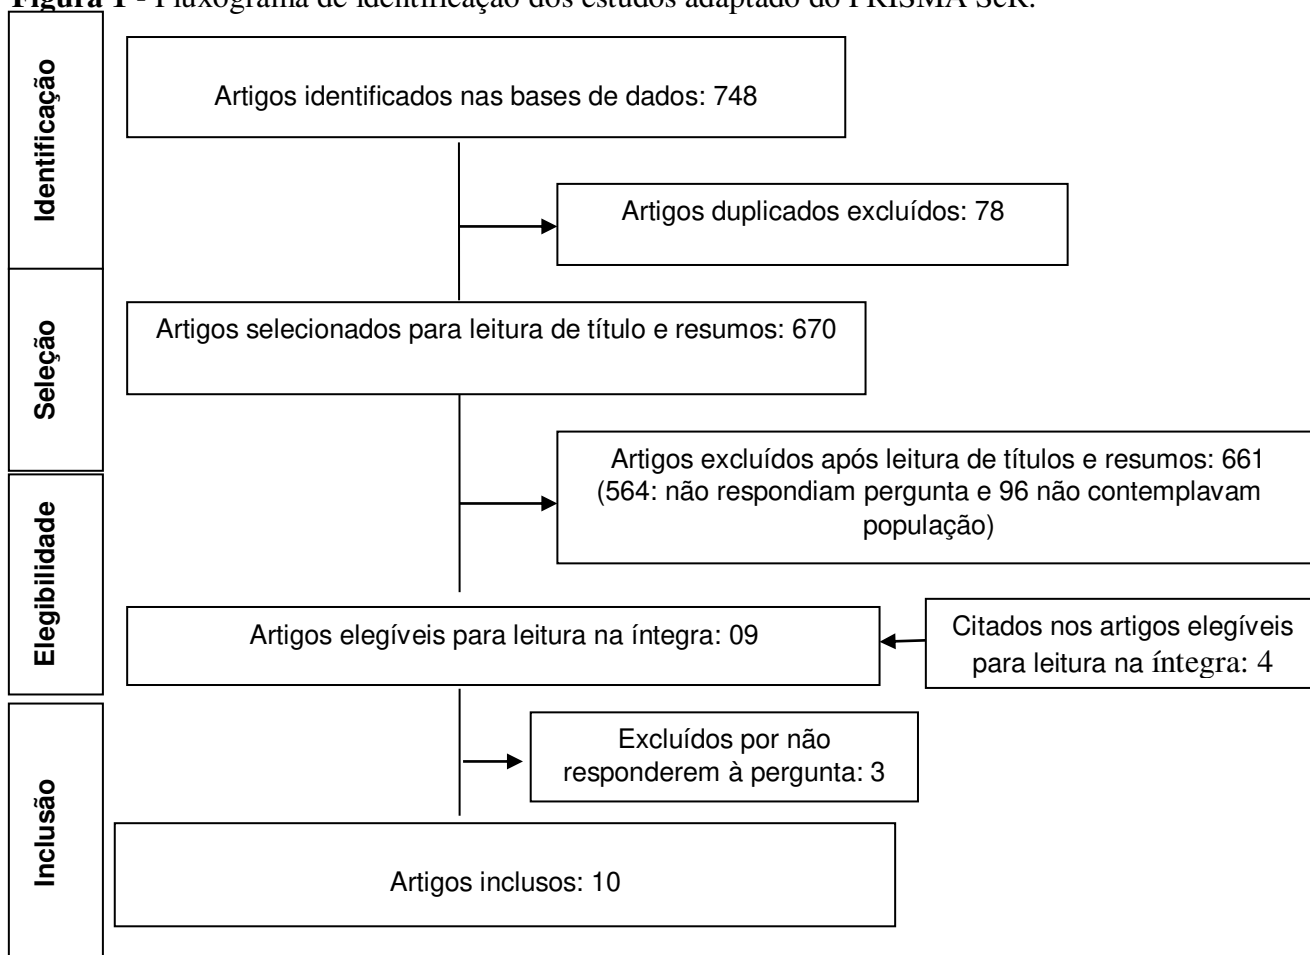 Figura 1 - Fluxograma de identificação dos estudos adaptado do PRISMA ScR.
Identificação
Artigos identificados nas bases de dados: 748
Artigos duplicados excluídos: 78
Seleção
Artigos selecionados para leitura de título e resumos: 670
Artigos excluídos após leitura de títulos e resumos: 661
(564: não respondiam pergunta e 96 não contemplavam
população)
Elegibilidade
Artigos elegíveis para leitura na íntegra: 09
Citados nos artigos elegíveis
para leitura na íntegra: 4
Inclusão
Excluídos por não
responderem à pergunta: 3
Artigos inclusos: 10